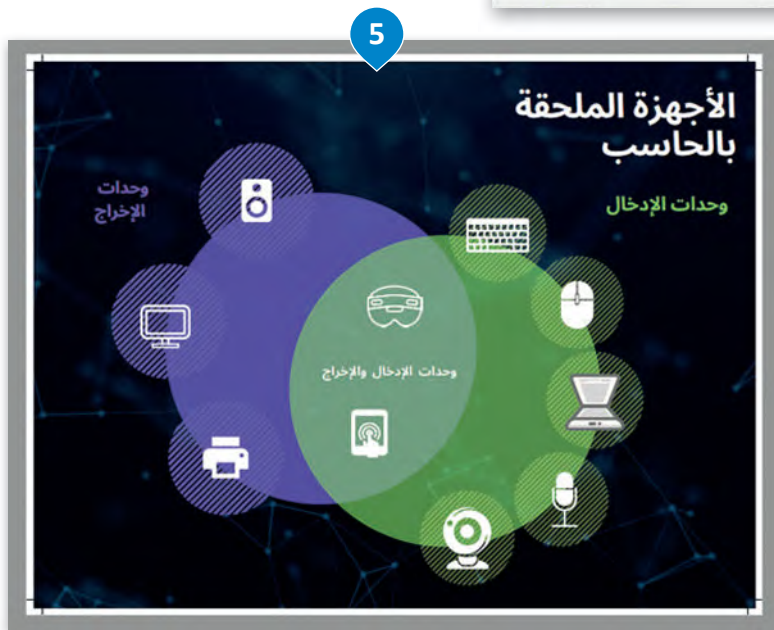 5
الأجهزة الملحقة
بالحاسب
وحدات الإدخال
وحدات
الإخراج
وحدات الإدخال والإخراج